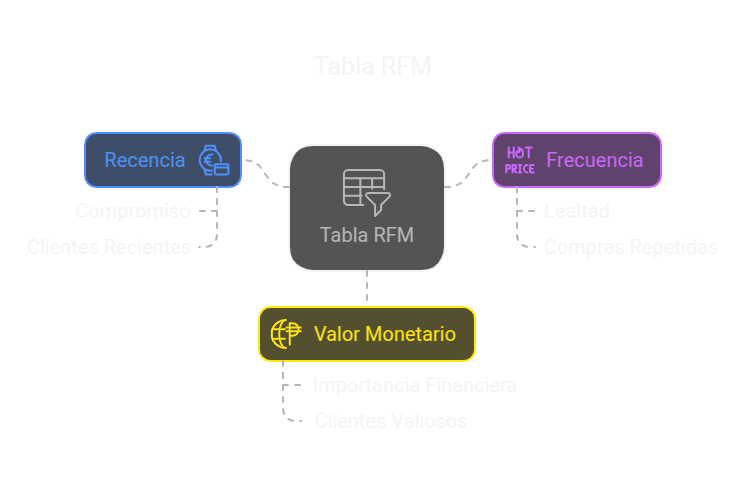 Tabla RFM
Recencia
HOT
PRICE
Frecuencia
Compromiso
Clientes Recientes
Tabla RFM
Lealtad
Compras Repetidas
Valor Monetario
Importancia Financiera
Clientes Valiosos